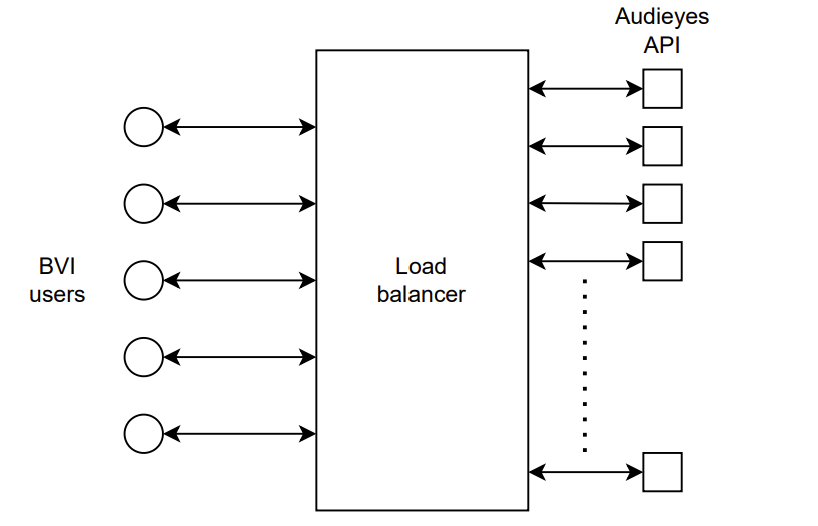 Audieyes
API
BVI
users
Load
balancer